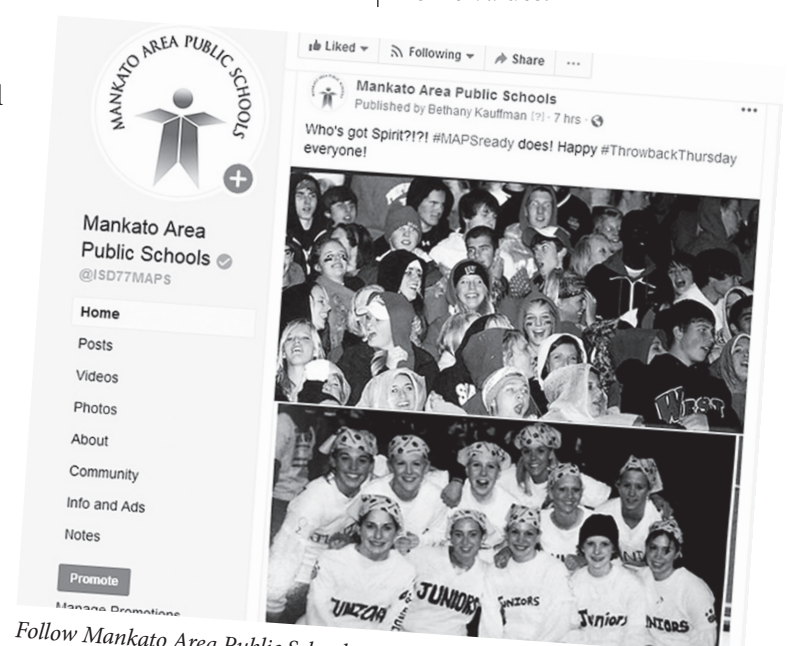 MANKATO AREA PUBLIC SCHOOLS
Mankato Area
Public Schools
@ISD77MAPS
Home
Posts
Videos
Photos
About
Community
Info and Ads
Notes
Promote
Manage Promotions
Liked
Following
Share
...
Mankato Area Public Schools
Published by Bethany Kauffman [?] · 7 hrs ·
Who's got Spirit?!?! #MAPSready does! Happy #ThrowbackThursday
everyone!
WEST
JUNIORS
JUNIORS
Juniors
Follow Mankato Area Public